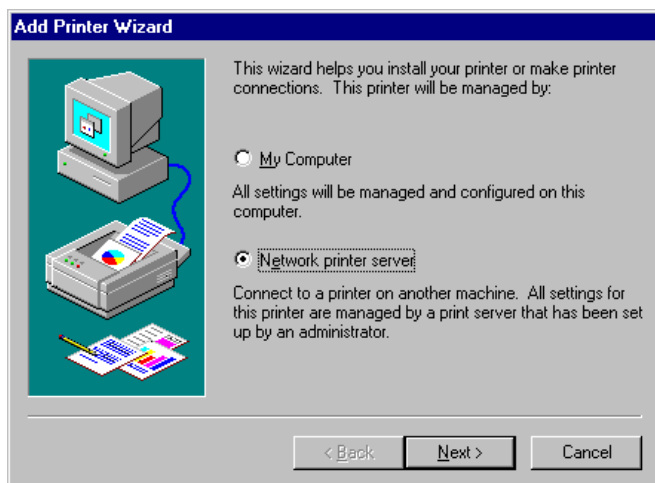 Add Printer Wizard
This wizard helps you install your printer or make printer
connections.  This printer will be managed by:
My Computer
All settings will be managed and configured on this
computer.
Network printer server
Connect to a printer on another machine.  All settings for
this printer are managed by a print server that has been set
up by an administrator.
< Back
Next >
Cancel